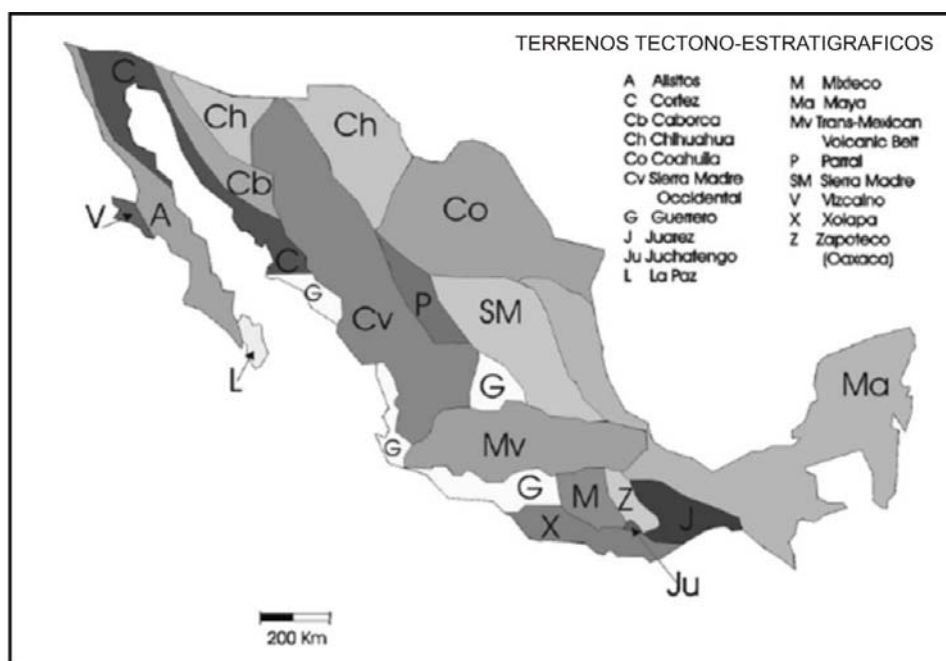 TERRENOS TECTONO-ESTRATIGRAFICOS
A Alisitos
C Cortez
Cb Caborca
Ch Chihuahua
Co Coahuila
Cv Sierra Madre
Occidental
G Guerrero
J Juarez
Ju Juchatengo
L La Paz
M Mixteco
Ma Maya
Mv Trans-Mexican
Volcanic Belt
P Parral
SM Sierra Madre
V Vizcaino
X Xolapa
Z Zapoteco
(Oaxaca)
C
Ch
Ch
Cb
Co
V
A
C
G
P
Cv
SM
L
G
Ma
G
Mv
G
M
Z
J
X
Ju
200 Km